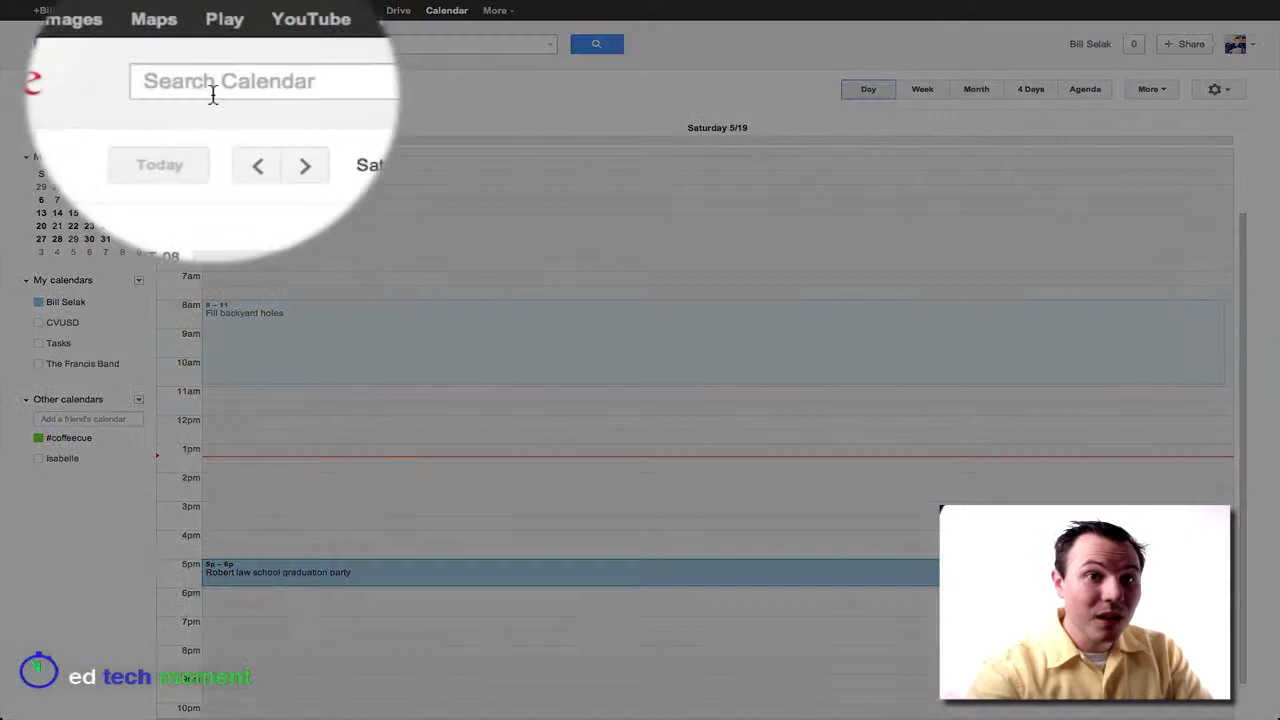 +Bill
mages Maps Play YouTube
Drive Calendar More
Search Calendar
Bill Selak 0 + Share
Today
Sat
Day Week Month 4 Days Agenda More
Saturday 5/19
S
29
6 7
13 14 15
20 21 22 23
27 28 29 30 31
3 4 5 6 7 8 9
My calendars
Bill Selak
CVUSD
Tasks
The Francis Band
Other calendars
Add a friend's calendar
#coffeecue
Isabelle
7am
8am
8 – 11
Fill backyard holes
9am
10am
11am
12pm
1pm
2pm
3pm
4pm
5pm
5p – 6p
Robert law school graduation party
6pm
7pm
8pm
10pm
ed tech moment